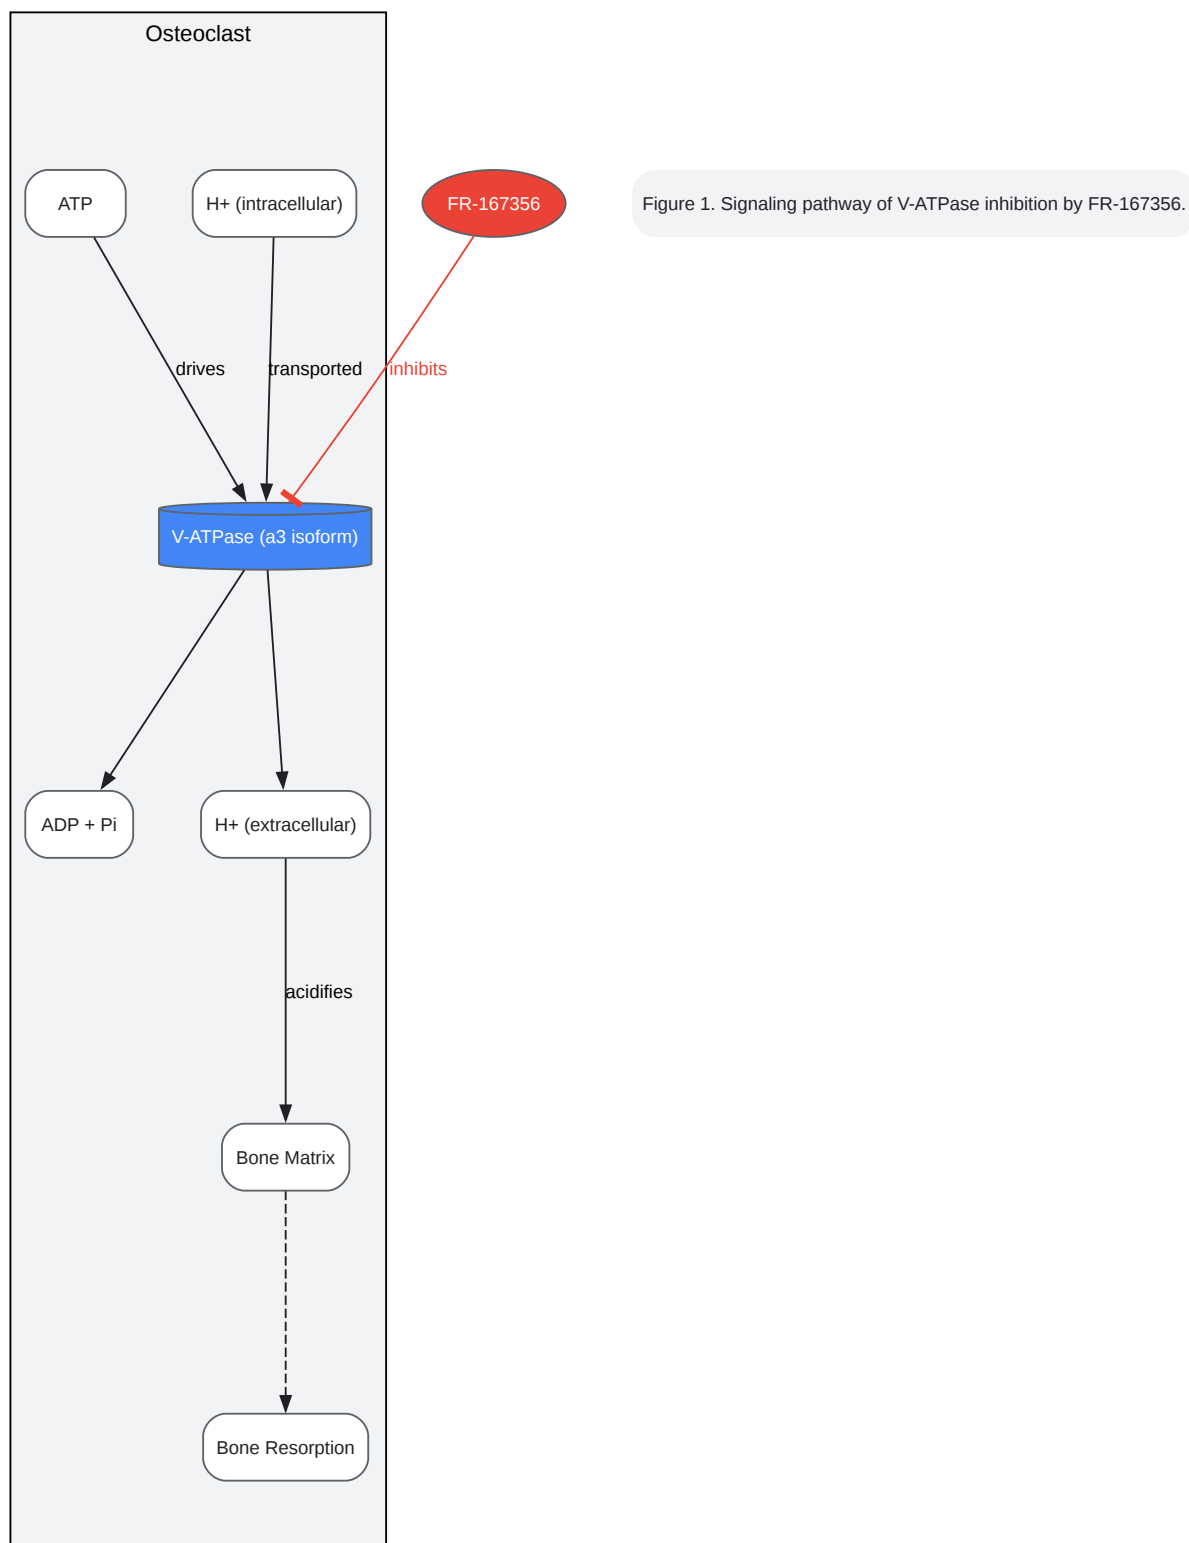 Osteoclast
ATP
H+ (intracellular)
FR-167356
Figure 1. Signaling pathway of V-ATPase inhibition by FR-167356.
drives
transported
inhibits
V-ATPase (a3 isoform)
ADP + Pi
H+ (extracellular)
acidifies
Bone Matrix
Bone Resorption